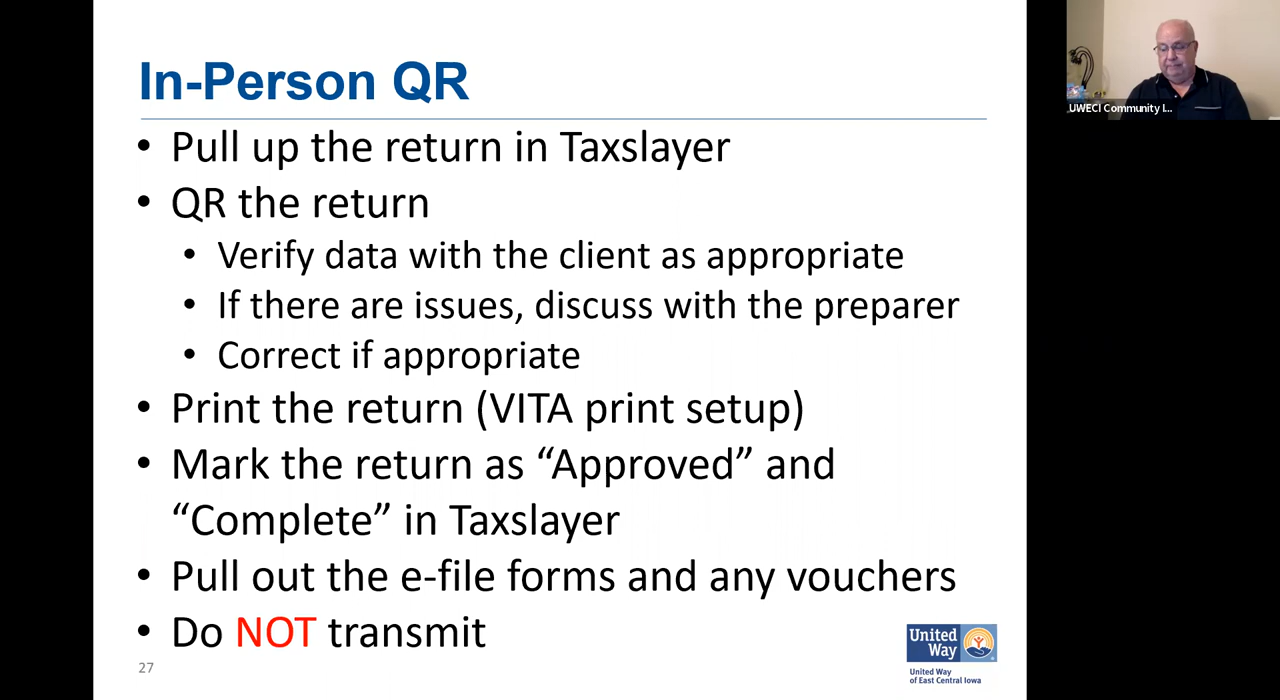 In-Person QR
• Pull up the return in Taxslayer
• QR the return
• Verify data with the client as appropriate
• If there are issues, discuss with the preparer
• Correct if appropriate
• Print the return (VITA print setup)
• Mark the return as “Approved” and
“Complete” in Taxslayer
• Pull out the e-file forms and any vouchers
• Do NOT transmit
27
United
Way
United Way
of East Central Iowa
UWECI Community I...